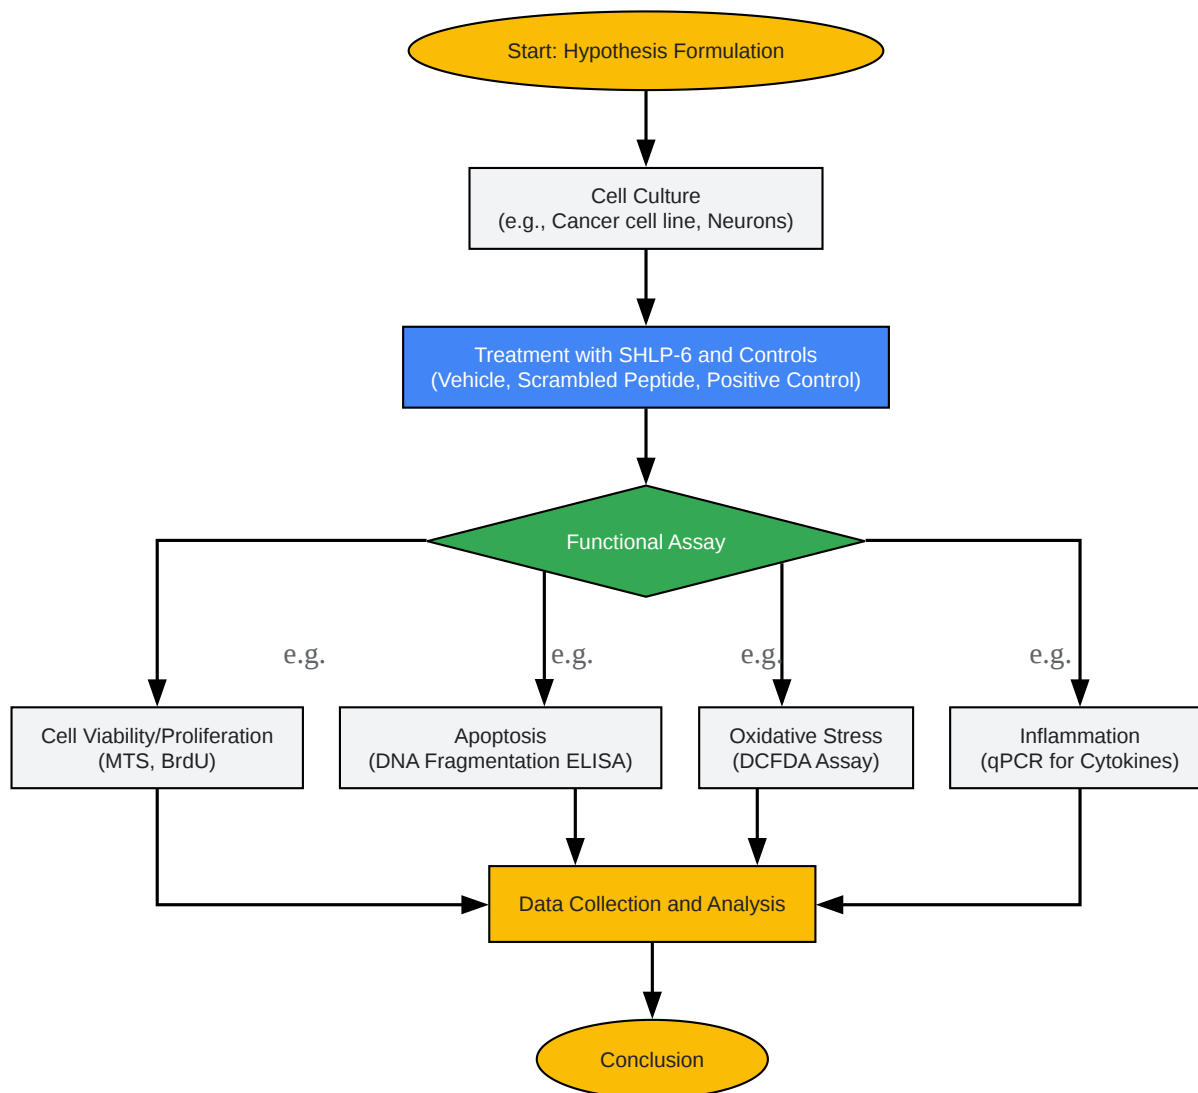 Start: Hypothesis Formulation
Cell Culture
(e.g., Cancer cell line, Neurons)
Treatment with SHLP-6 and Controls
(Vehicle, Scrambled Peptide, Positive Control)
Functional Assay
e.g.
e.g.
e.g.
e.g.
Cell Viability/Proliferation
(MTS, BrdU)
Apoptosis
(DNA Fragmentation ELISA)
Oxidative Stress
(DCFDA Assay)
Inflammation
(qPCR for Cytokines)
Data Collection and Analysis
Conclusion